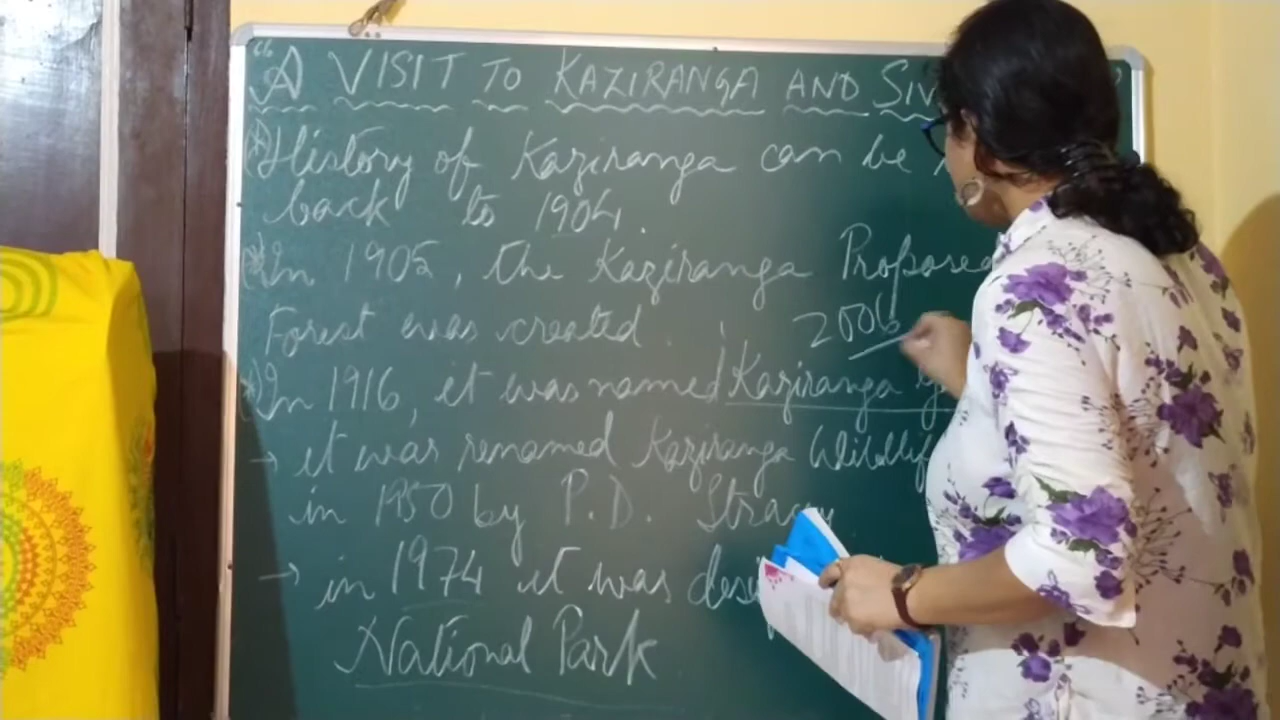 "A VISIT TO KAZIRANGA AND SIV
History of Kaziranga can be
back to 1904.
In 1905, the Kaziranga Proposed
Forest was created. 2006
In 1916, it was named Kaziranga
→ it was renamed Kaziranga Wildlif
in 1950 by P.D. Stracy
→ in 1974 it was desi
National Park